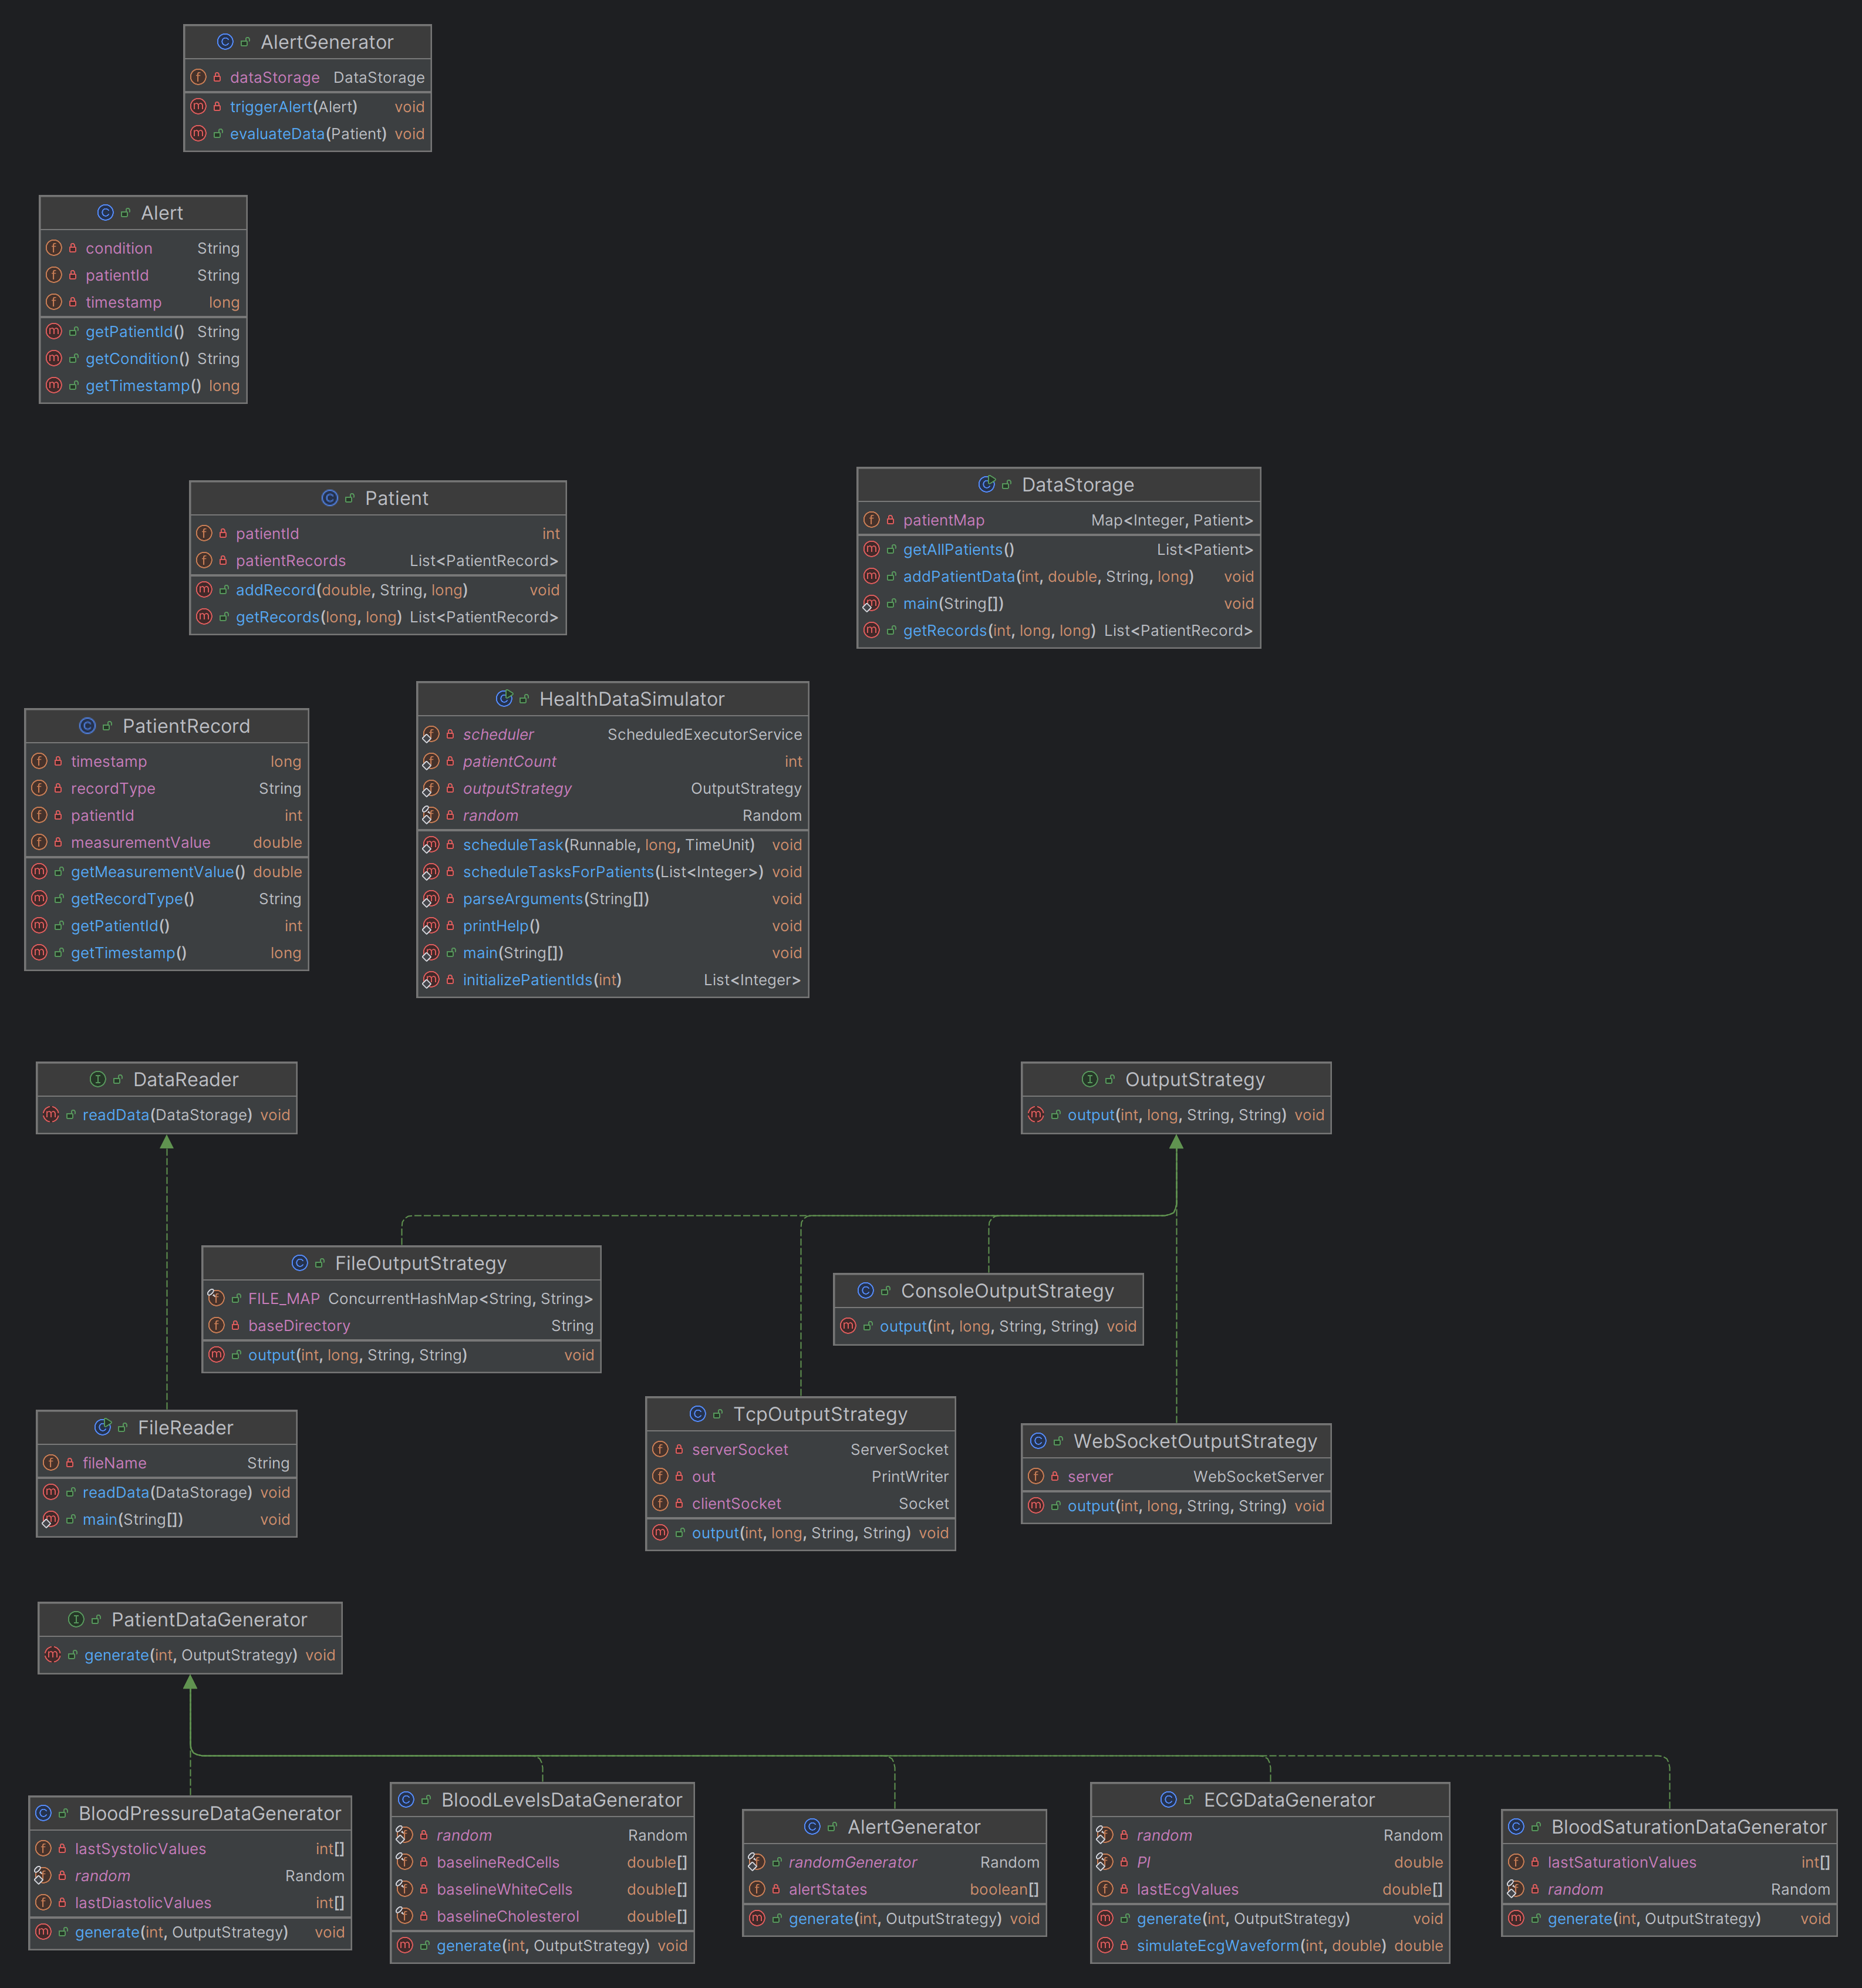 AlertGenerator
dataStorage DataStorage
triggerAlert(Alert) void
evaluateData(Patient) void
Alert
condition String
patientId String
timestamp long
getPatientId() String
getCondition() String
getTimestamp() long
Patient
patientId int
patientRecords List<PatientRecord>
addRecord(double, String, long) void
getRecords(long, long) List<PatientRecord>
DataStorage
patientMap Map<Integer, Patient>
getAllPatients() List<Patient>
addPatientData(int, double, String, long) void
main(String[]) void
getRecords(int, long, long) List<PatientRecord>
PatientRecord
timestamp long
recordType String
patientId int
measurementValue double
getMeasurementValue() double
getRecordType() String
getPatientId() int
getTimestamp() long
HealthDataSimulator
scheduler ScheduledExecutorService
patientCount int
outputStrategy OutputStrategy
random Random
scheduleTask(Runnable, long, TimeUnit) void
scheduleTasksForPatients(List<Integer>) void
parseArguments(String[]) void
printHelp() void
main(String[]) void
initializePatientIds(int) List<Integer>
DataReader
readData(DataStorage) void
OutputStrategy
output(int, long, String, String) void
FileOutputStrategy
FILE_MAP ConcurrentHashMap<String, String>
baseDirectory String
output(int, long, String, String) void
ConsoleOutputStrategy
output(int, long, String, String) void
FileReader
fileName String
readData(DataStorage) void
main(String[]) void
TcpOutputStrategy
serverSocket ServerSocket
out PrintWriter
clientSocket Socket
output(int, long, String, String) void
WebSocketOutputStrategy
server WebSocketServer
output(int, long, String, String) void
PatientDataGenerator
generate(int, OutputStrategy) void
BloodPressureDataGenerator
lastSystolicValues int[]
random Random
lastDiastolicValues int[]
generate(int, OutputStrategy) void
BloodLevelsDataGenerator
random Random
baselineRedCells double[]
baselineWhiteCells double[]
baselineCholesterol double[]
generate(int, OutputStrategy) void
AlertGenerator
randomGenerator Random
alertStates boolean[]
generate(int, OutputStrategy) void
ECGDataGenerator
random Random
PI double
lastEcgValues double[]
generate(int, OutputStrategy) void
simulateEcgWaveform(int, double) double
BloodSaturationDataGenerator
lastSaturationValues int[]
random Random
generate(int, OutputStrategy) void